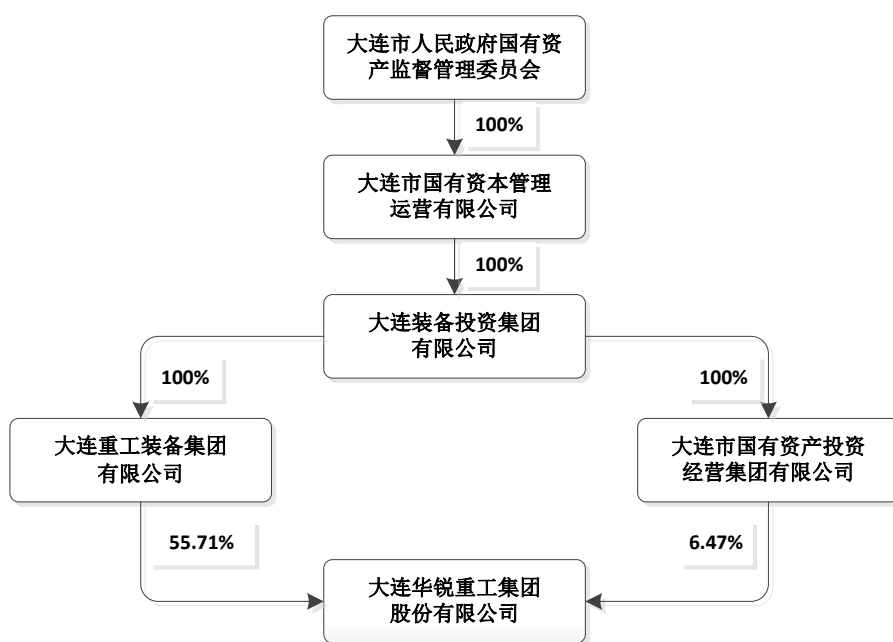 大连市人民政府国有资
产监督管理委员会
100%
大连市国有资本管理
运营有限公司
100%
大连装备投资集团
有限公司
100%
100%
大连重工装备集团
有限公司
大连市国有资产投资
经营集团有限公司
55.71%
6.47%
大连华锐重工集团
股份有限公司